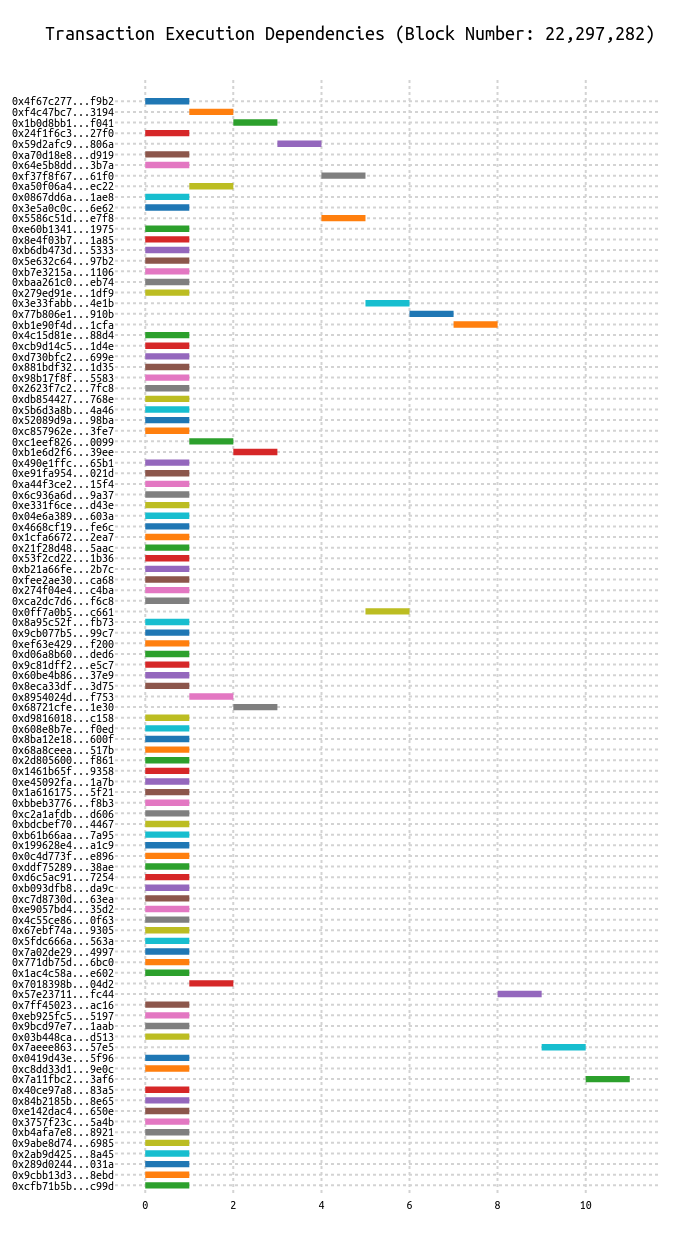 Transaction Execution Dependencies (Block Number: 22,297,282)
0x4f67c277...f9b2
0xf4c47bc7...3194
0x1b0d8bb1...f041
0x24f1f6c3...27f0
0x59d2afc9...806a
0xa70d18e8...d919
0x64e5b8dd...3b7a
0xf37f8f67...61f0
0xa50f06a4...ec22
0x0867dd6a...1ae8
0x3e5a0c0c...6e62
0x5586c51d...e7f8
0xe60b1341...1975
0x8e4f03b7...1a85
0xb6db473d...5333
0x5e632c64...97b2
0xb7e3215a...1106
0xbaa261c0...eb74
0x279ed91e...1df9
0x3e33fabb...4e1b
0x77b806e1...910b
0xb1e90f4d...1cfa
0x4c15d81e...88d4
0xcb9d14c5...1d4e
0xd730bfc2...699e
0x881bdf32...1d35
0x98b17f8f...5583
0x2623f7c2...7fc8
0xdb854427...768e
0x5b6d3a8b...4a46
0x52089d9a...98ba
0xc857962e...3fe7
0xc1eef826...0099
0xb1e6d2f6...39ee
0x490e1ffc...65b1
0xe91fa954...021d
0xa44f3ce2...15f4
0x6c936a6d...9a37
0xe331f6ce...d43e
0x04e6a389...603a
0x4668cf19...fe6c
0x1cfa6672...2ea7
0x21f28d48...5aac
0x53f2cd22...1b36
0xb21a66fe...2b7c
0xfee2ae30...ca68
0x274f04e4...c4ba
0xca2dc7d6...f6c8
0x0ff7a0b5...c661
0x8a95c52f...fb73
0x9cb077b5...99c7
0xef63e429...f200
0xd06a8b60...ded6
0x9c81dff2...e5c7
0x60be4b86...37e9
0x8eca33df...3d75
0x8954024d...f753
0x68721cfe...1e30
0xd9816018...c158
0x608e8b7e...f0ed
0x8ba12e18...600f
0x68a8ceea...517b
0x2d805600...f861
0x1461b65f...9358
0xe45092fa...1a7b
0x1a616175...5f21
0xbbeb3776...f8b3
0xc2a1afdb...d606
0xbdcbef70...4467
0xb61b66aa...7a95
0x199628e4...a1c9
0x0c4d773f...e896
0xddf75289...38ae
0xd6c5ac91...7254
0xb093dfb8...da9c
0xc7d8730d...63ea
0xe9057bd4...35d2
0x4c55ce86...0f63
0x67ebf74a...9305
0x5fdc666a...563a
0x7a02de29...4997
0x771db75d...6bc0
0x1ac4c58a...e602
0x7018398b...04d2
0x57e23711...fc44
0x7ff45023...ac16
0xeb925fc5...5197
0x9bcd97e7...1aab
0x03b448ca...d513
0x7aeee863...57e5
0x0419d43e...5f96
0xc8dd33d1...9e0c
0x7a11fbc2...3af6
0x40ce97a8...83a5
0x84b2185b...8e65
0xe142dac4...650e
0x3757f23c...5a4b
0xb4afa7e8...8921
0x9abe8d74...6985
0x2ab9d425...8a45
0x289d0244...031a
0x9cbb13d3...8ebd
0xcfb71b5b...c99d
0 2 4 6 8 10